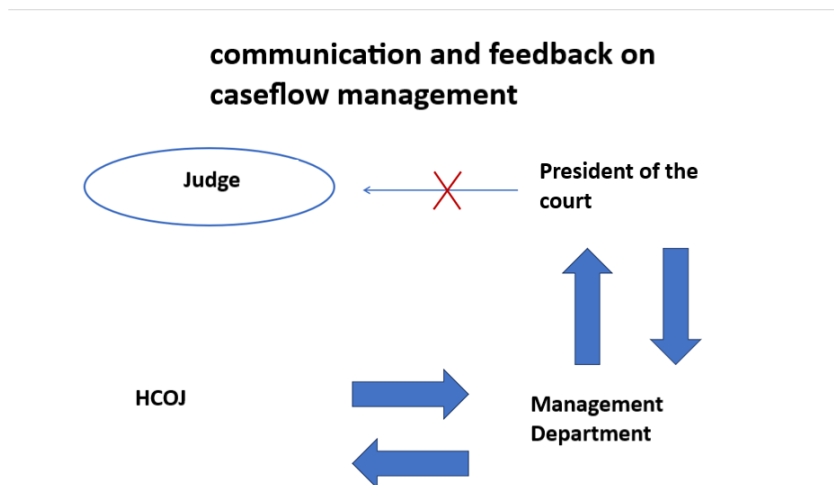 communication and feedback on
caseflow management
Judge
President of the
court
HCOJ
Management
Department